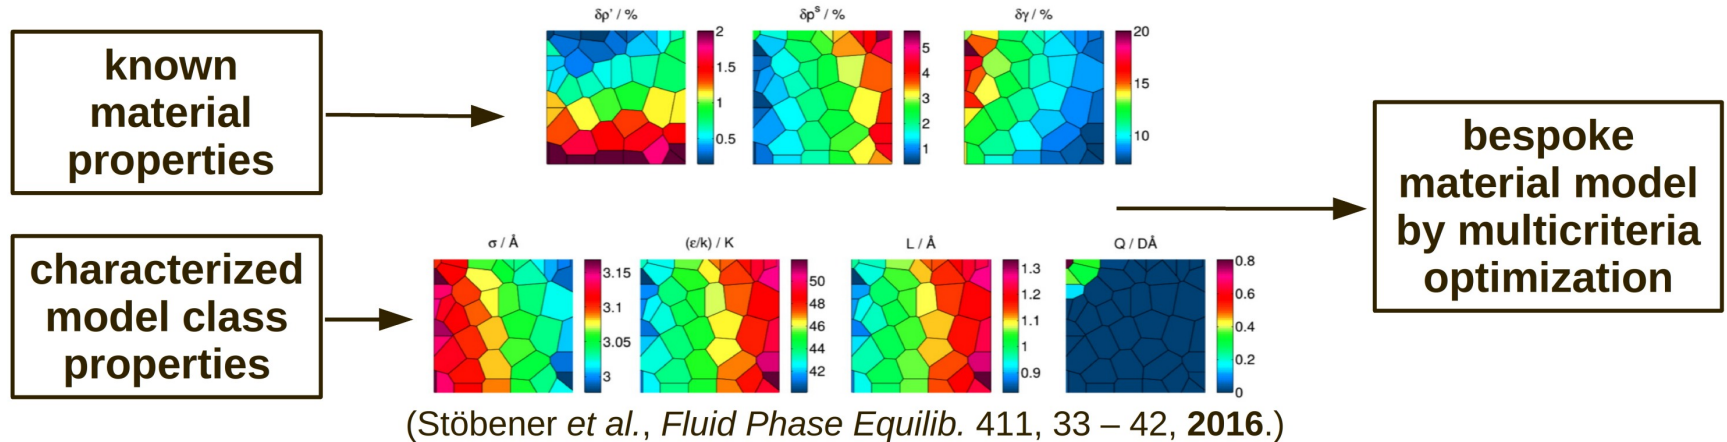 known
material
properties
δρ' / %
2
1.5
1
0.5
δpˢ / %
5
4
3
2
1
δγ / %
20
15
10
characterized
model class
properties
σ / Å
3.15
3.1
3.05
3
(ε/k) / K
50
48
46
44
42
L / Å
1.3
1.2
1.1
1
0.9
Q / DÅ
0.8
0.6
0.4
0.2
0
bespoke
material model
by multicriteria
optimization
(Stöbener et al., Fluid Phase Equilib. 411, 33 – 42, 2016.)